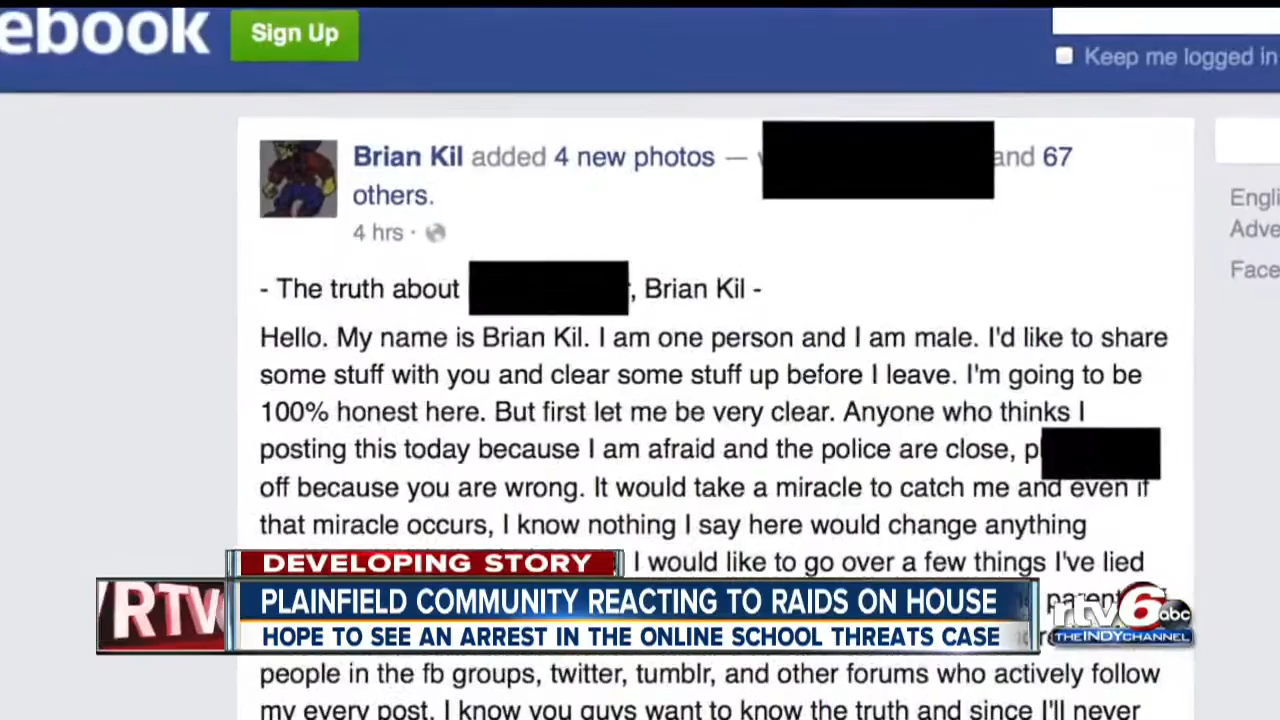 ebook Sign Up
Keep me logged in
Brian Kil added 4 new photos — and 67
others.
4 hrs ·
Engli
Adve
Face
- The truth about , Brian Kil -
Hello. My name is Brian Kil. I am one person and I am male. I'd like to share
some stuff with you and clear some stuff up before I leave. I'm going to be
100% honest here. But first let me be very clear. Anyone who thinks I
posting this today because I am afraid and the police are close, p
off because you are wrong. It would take a miracle to catch me and even if
that miracle occurs, I know nothing I say here would change anything
I would like to go over a few things I've lied
DEVELOPING STORY
RTV
PLAINFIELD COMMUNITY REACTING TO RAIDS ON HOUSE
HOPE TO SEE AN ARREST IN THE ONLINE SCHOOL THREATS CASE
rtv6 abc
THEINDYCHANNEL
people in the fb groups, twitter, tumblr, and other forums who actively follow
my every post. I know you guys want to know the truth and since I'll never